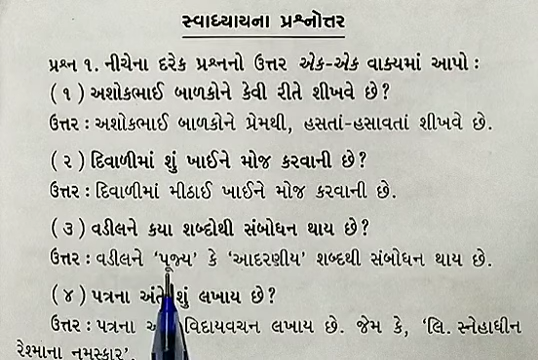 સ્વાધ્યાયના પ્રશ્નોત્તર
પ્રશ્ન ૧. નીચેના દરેક પ્રશ્નનો ઉત્તર એક-એક વાક્યમાં આપો :
( ૧ ) અશોકભાઈ બાળકોને કેવી રીતે શીખવે છે?
ઉત્તર : અશોકભાઈ બાળકોને પ્રેમથી, હસતાં-હસાવતાં શીખવે છે.
( ૨ ) દિવાળીમાં શું ખાઈને મોજ કરવાની છે?
ઉત્તર : દિવાળીમાં મીઠાઈ ખાઈને મોજ કરવાની છે.
( ૩ ) વડીલને કયા શબ્દોથી સંબોધન થાય છે?
ઉત્તર : વડીલને ‘પૂજ્ય’ કે ‘આદરણીય’ શબ્દથી સંબોધન થાય છે.
( ૪ ) પત્રના અંતે શું લખાય છે?
ઉત્તર : પત્રના વિદાયવચન લખાય છે. જેમ કે, ‘લિ. સ્નેહાધીન
રેશ્માના નમસ્કાર’.